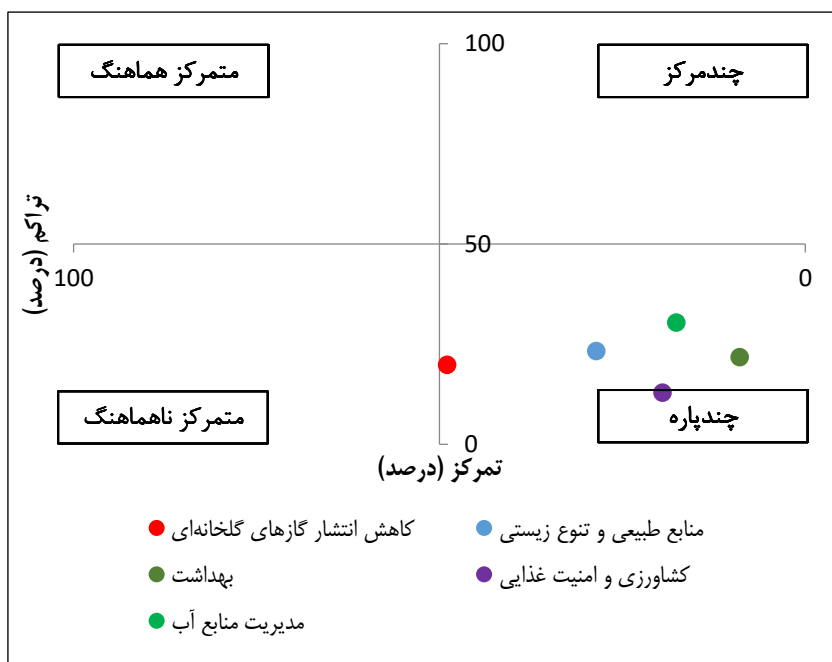 100
متمرکز هماهنگ
چندمرکز
تراکم (درصد)
50
100
0
متمرکز ناهماهنگ
چندپاره
0
تمرکز (درصد)
منابع طبیعی و تنوع زیستی
کاهش انتشار گازهای گلخانه‌ای
کشاورزی و امنیت غذایی
بهداشت
مدیریت منابع آب